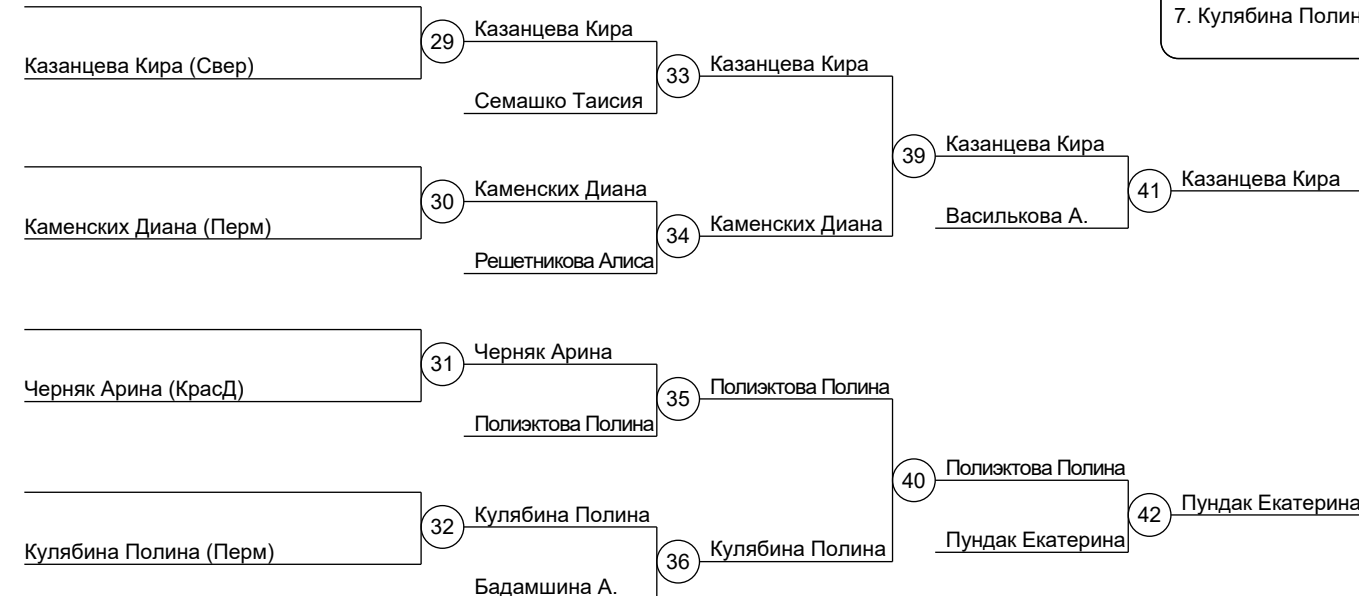 7. Кулябина Полин
29
Казанцева Кира
Казанцева Кира (Свер)
33
Казанцева Кира
Семашко Таисия
39
Казанцева Кира
30
Каменских Диана
41
Казанцева Кира
Каменских Диана (Перм)
34
Каменских Диана
Василькова А.
Решетникова Алиса
31
Черняк Арина
Черняк Арина (КрасД)
35
Полиэктова Полина
Полиэктова Полина
40
Полиэктова Полина
32
Кулябина Полина
42
Пундак Екатерина
Кулябина Полина (Перм)
36
Кулябина Полина
Пундак Екатерина
Бадамшина А.